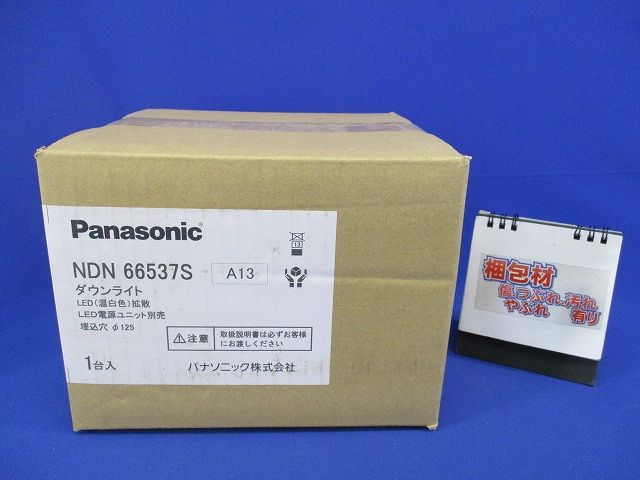 Panasonic
NDN 66537S
A13
ダウンライト
LED(温白色)拡散
LED電源ユニット別売
埋込穴 φ125
1台入
注意
取扱説明書は必ずお客様
にお渡しください
パナソニック株式会社
13
梱包材
傷つぶれ汚れ
やぶれ 有り